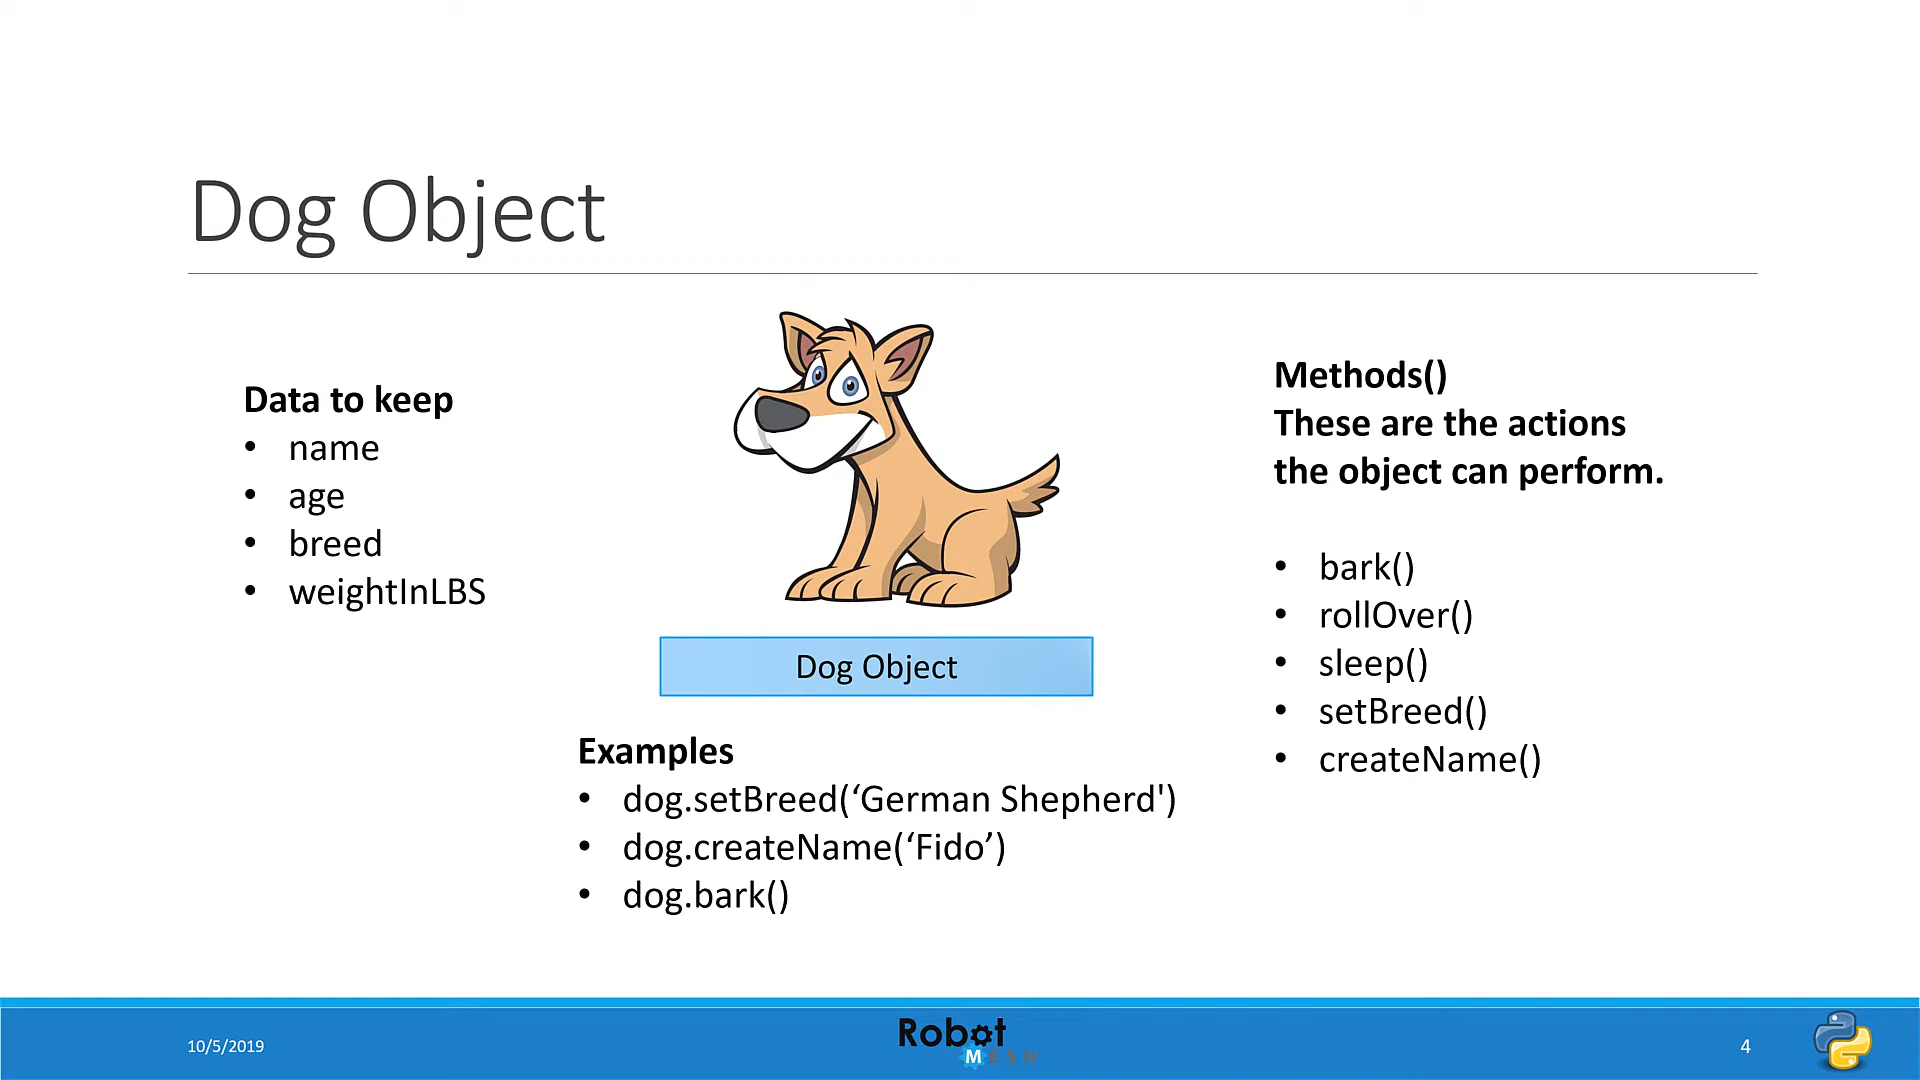 Dog Object
Data to keep
• name
• age
• breed
• weightInLBS
Dog Object
Examples
• dog.setBreed(‘German Shepherd')
• dog.createName(‘Fido’)
• dog.bark()
Methods()
These are the actions
the object can perform.
• bark()
• rollOver()
• sleep()
• setBreed()
• createName()
10/5/2019
Robot
MESH
4